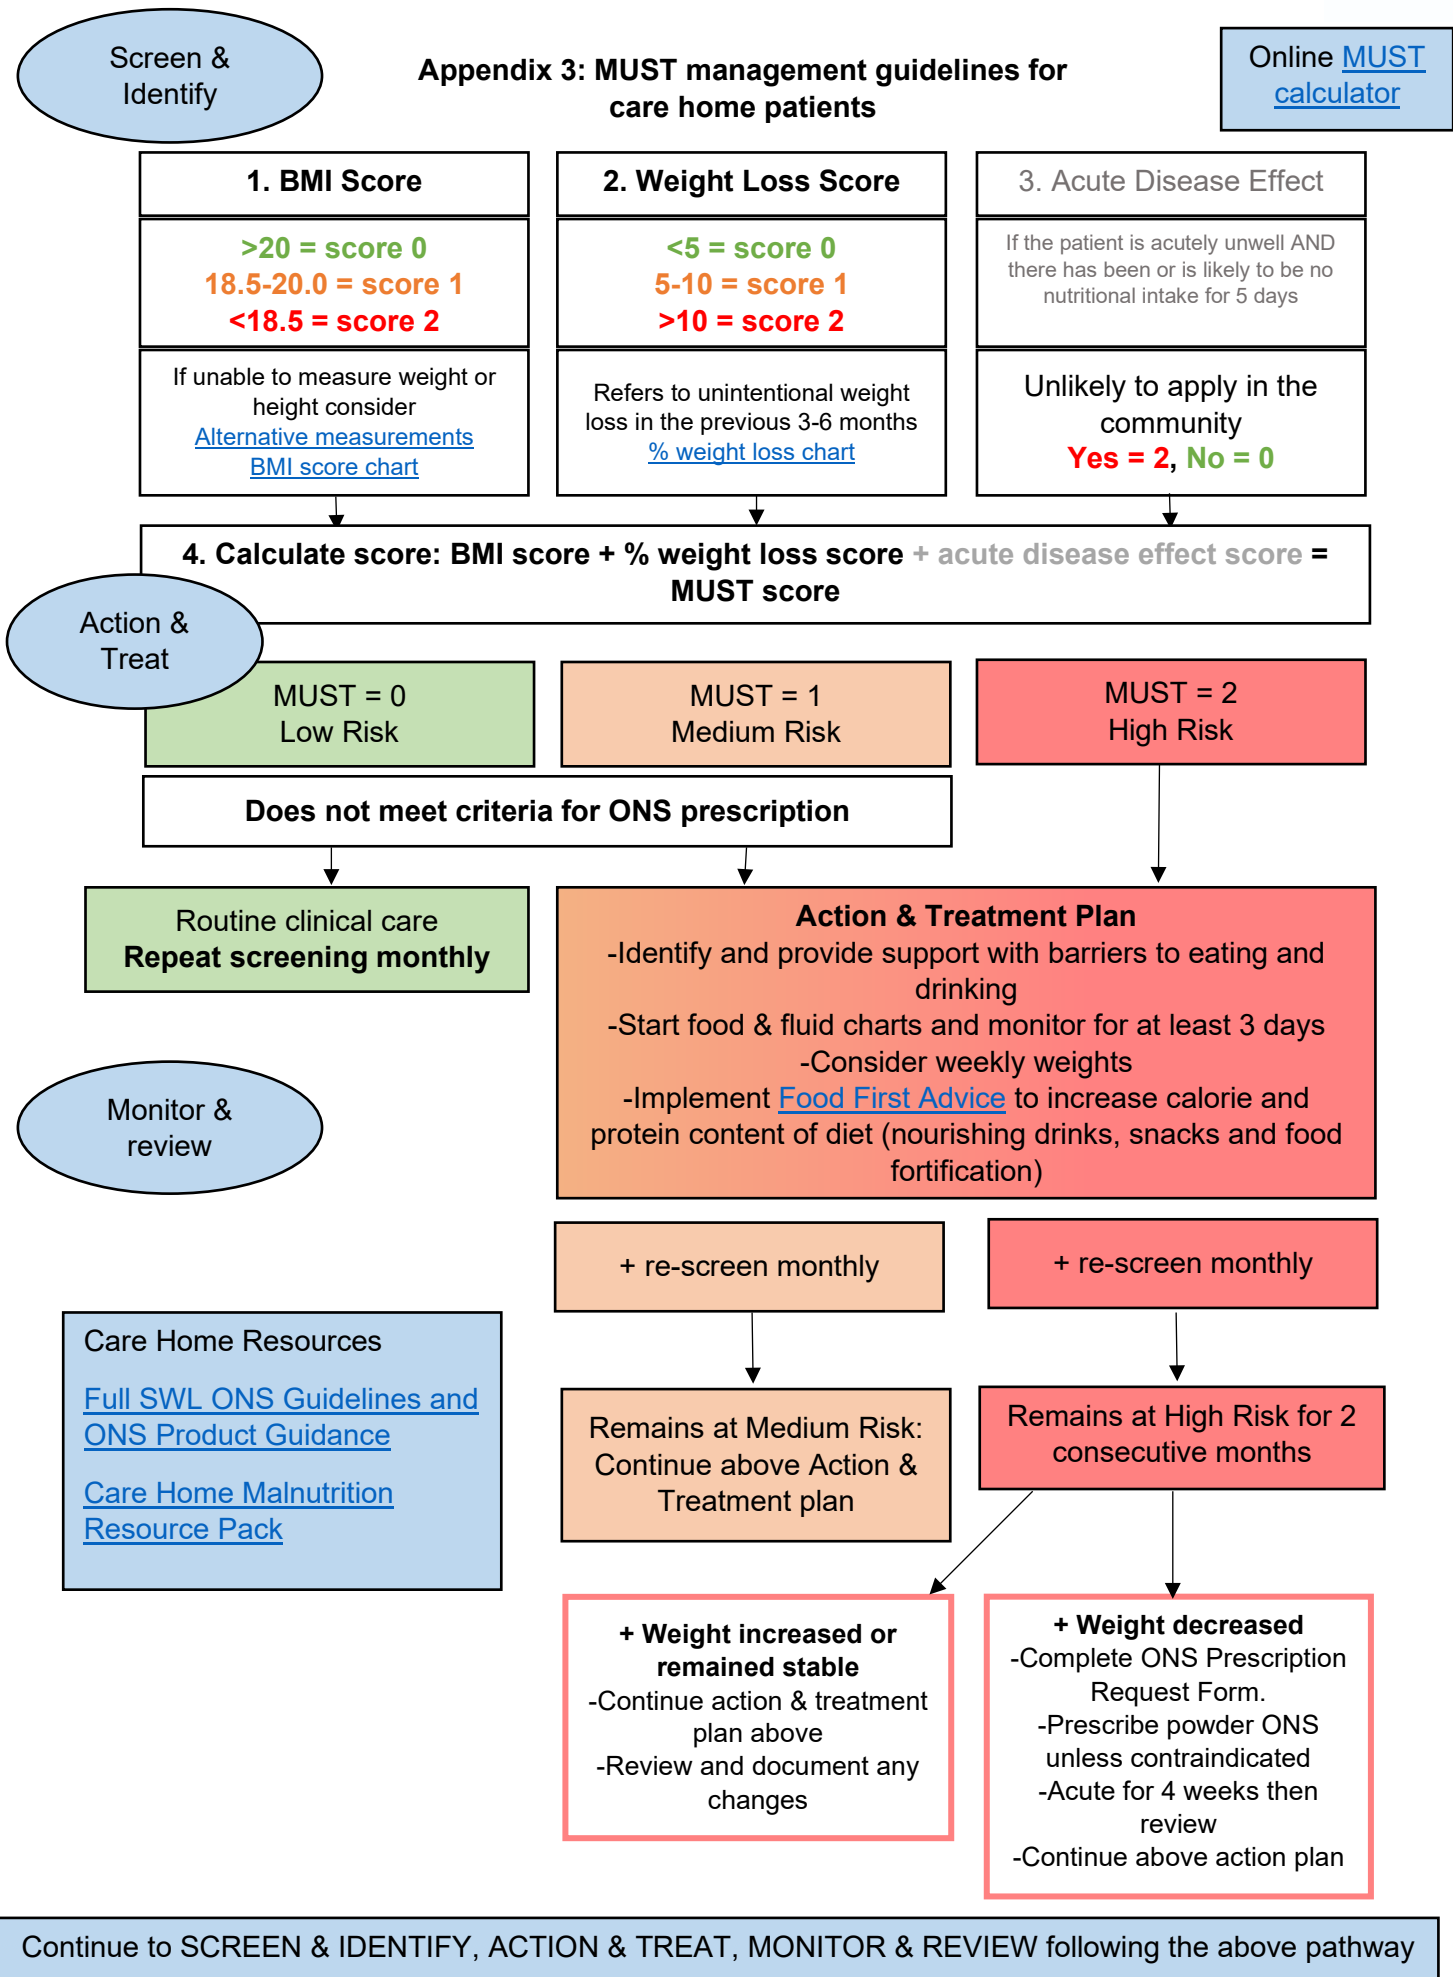 Screen &
Identify
Appendix 3: MUST management guidelines for
care home patients
Online MUST
calculator
1. BMI Score
>20 = score 0
18.5-20.0 = score 1
<18.5 = score 2
If unable to measure weight or
height consider
Alternative measurements
BMI score chart
2. Weight Loss Score
<5 = score 0
5-10 = score 1
>10 = score 2
Refers to unintentional weight
loss in the previous 3-6 months
% weight loss chart
3. Acute Disease Effect
If the patient is acutely unwell AND
there has been or is likely to be no
nutritional intake for 5 days
Unlikely to apply in the
community
Yes = 2, No = 0
4. Calculate score: BMI score + % weight loss score + acute disease effect score =
MUST score
Action &
Treat
MUST = 0
Low Risk
MUST = 1
Medium Risk
MUST = 2
High Risk
Does not meet criteria for ONS prescription
Routine clinical care
Repeat screening monthly
Action & Treatment Plan
-Identify and provide support with barriers to eating and
drinking
-Start food & fluid charts and monitor for at least 3 days
-Consider weekly weights
-Implement Food First Advice to increase calorie and
protein content of diet (nourishing drinks, snacks and food
fortification)
Monitor &
review
+ re-screen monthly
+ re-screen monthly
Care Home Resources
Full SWL ONS Guidelines and
ONS Product Guidance
Care Home Malnutrition
Resource Pack
Remains at Medium Risk:
Continue above Action &
Treatment plan
Remains at High Risk for 2
consecutive months
+ Weight increased or
remained stable
-Continue action & treatment
plan above
-Review and document any
changes
+ Weight decreased
-Complete ONS Prescription
Request Form.
-Prescribe powder ONS
unless contraindicated
-Acute for 4 weeks then
review
-Continue above action plan
Continue to SCREEN & IDENTIFY, ACTION & TREAT, MONITOR & REVIEW following the above pathway